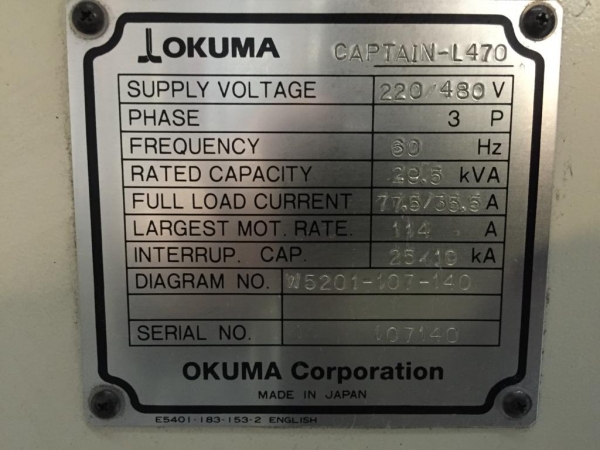 OKUMA CAPTAIN-L470
SUPPLY VOLTAGE 220/480 V
PHASE 3 P
FREQUENCY 60 Hz
RATED CAPACITY 29.5 kVA
FULL LOAD CURRENT 77.5/35.5 A
LARGEST MOT. RATE. 114 A
INTERRUP. CAP. 25/10 kA
DIAGRAM NO. W5201-107-140
SERIAL NO. 107140
OKUMA Corporation
MADE IN JAPAN
E5401-183-153-2 ENGLISH